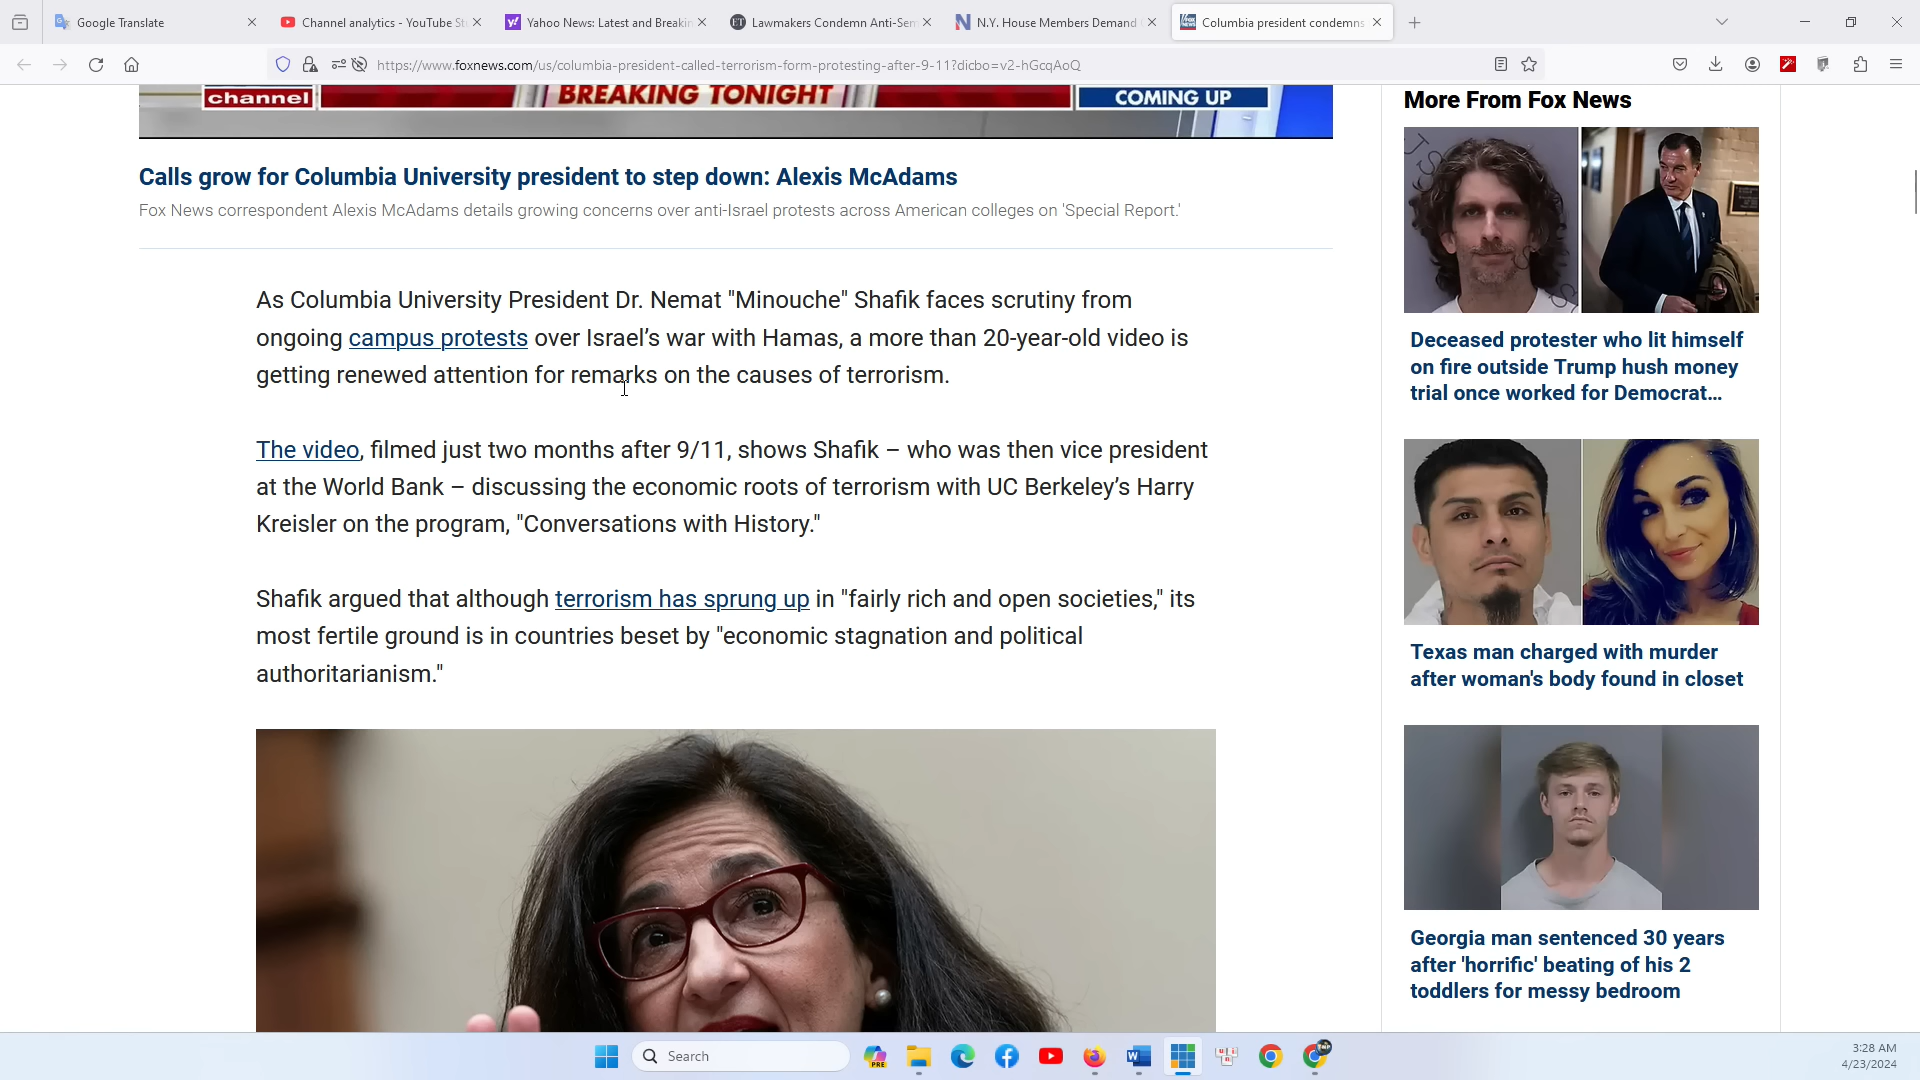 Google Translate
Channel analytics - YouTube St
Yahoo News: Latest and Breakin
Lawmakers Condemn Anti-Sem
N.Y. House Members Demand
Columbia president condemns
https://www.foxnews.com/us/columbia-president-called-terrorism-form-protesting-after-9-11?dicbo=v2-hGcqAoQ
channel
BREAKING TONIGHT
COMING UP
Calls grow for Columbia University president to step down: Alexis McAdams
Fox News correspondent Alexis McAdams details growing concerns over anti-Israel protests across American colleges on 'Special Report.'
As Columbia University President Dr. Nemat "Minouche" Shafik faces scrutiny from
ongoing campus protests over Israel’s war with Hamas, a more than 20-year-old video is
getting renewed attention for remarks on the causes of terrorism.
The video, filmed just two months after 9/11, shows Shafik – who was then vice president
at the World Bank – discussing the economic roots of terrorism with UC Berkeley’s Harry
Kreisler on the program, "Conversations with History."
Shafik argued that although terrorism has sprung up in "fairly rich and open societies," its
most fertile ground is in countries beset by "economic stagnation and political
authoritarianism."
More From Fox News
Deceased protester who lit himself
on fire outside Trump hush money
trial once worked for Democrat...
Texas man charged with murder
after woman's body found in closet
Georgia man sentenced 30 years
after 'horrific' beating of his 2
toddlers for messy bedroom
Search
3:28 AM
4/23/2024